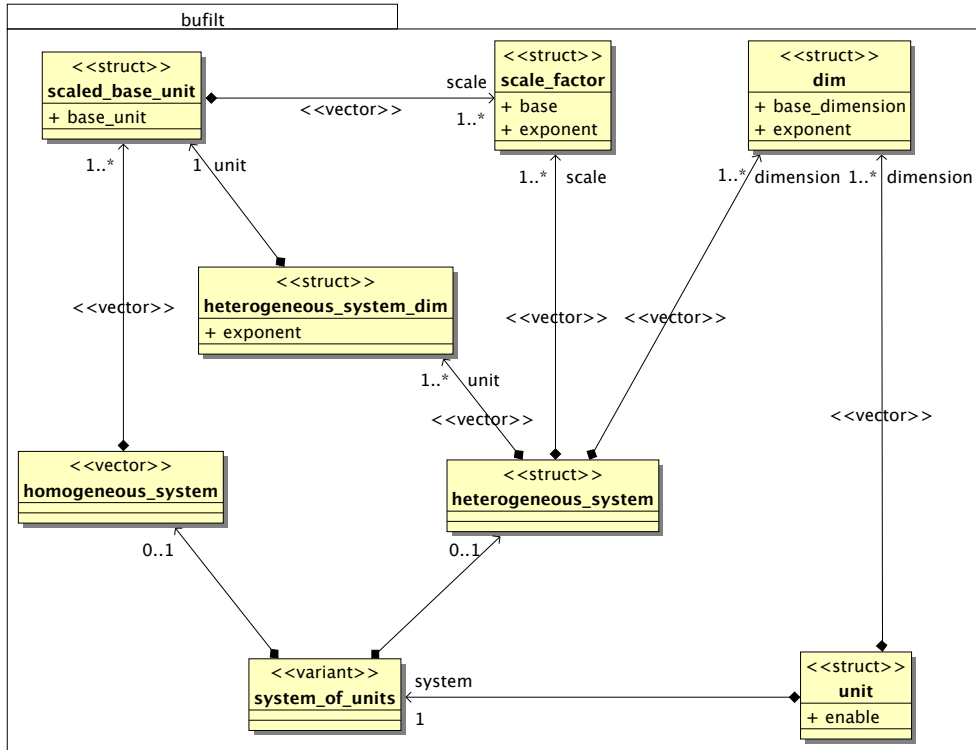 bufilt
<<struct>>
scaled_base_unit
+ base_unit
scale
<<vector>>
1..*
<<struct>>
scale_factor
+ base
+ exponent
<<struct>>
dim
+ base_dimension
+ exponent
1..*
1 unit
1..* scale
1..* dimension
1..* dimension
<<struct>>
heterogeneous_system_dim
+ exponent
<<vector>>
<<vector>>
<<vector>>
1..* unit
<<vector>>
<<vector>>
<<vector>>
homogeneous_system
<<struct>>
heterogeneous_system
0..1
0..1
<<variant>>
system_of_units
system
1
<<struct>>
unit
+ enable